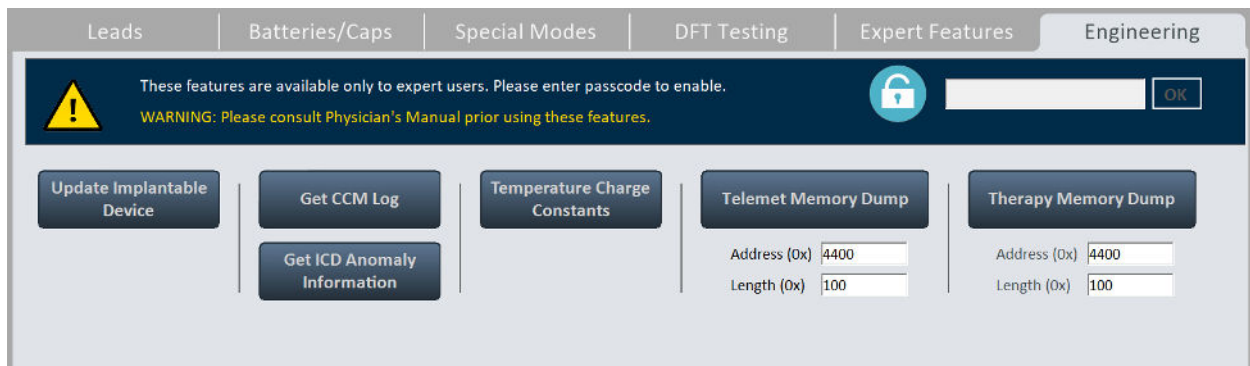 Leads Batteries/Caps Special Modes DFT Testing Expert Features Engineering
These features are available only to expert users. Please enter passcode to enable.
OK
WARNING: Please consult Physician's Manual prior using these features.
Update Implantable
Device
Get CCM Log
Get ICD Anomaly
Information
Temperature Charge
Constants
Telemet Memory Dump
Address (0x) 4400
Length (0x) 100
Therapy Memory Dump
Address (0x) 4400
Length (0x) 100